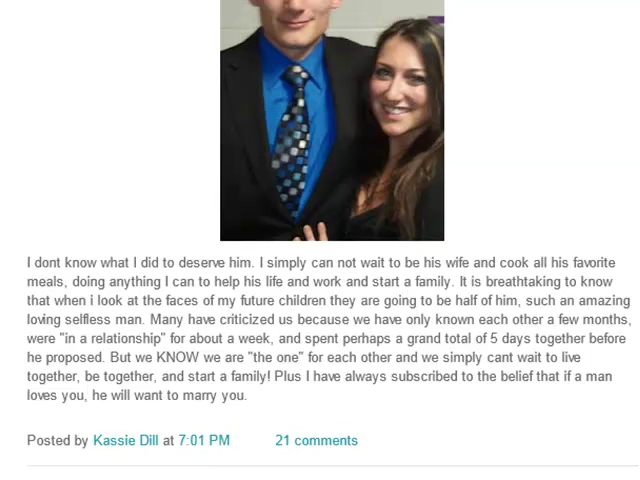 I dont know what I did to deserve him. I simply can not wait to be his wife and cook all his favorite
meals, doing anything I can to help his life and work and start a family. It is breathtaking to know
that when i look at the faces of my future children they are going to be half of him, such an amazing
loving selfless man. Many have criticized us because we have only known each other a few months,
were "in a relationship" for about a week, and spent perhaps a grand total of 5 days together before
he proposed. But we KNOW we are "the one" for each other and we simply cant wait to live
together, be together, and start a family! Plus I have always subscribed to the belief that if a man
loves you, he will want to marry you.
Posted by Kassie Dill at 7:01 PM 21 comments